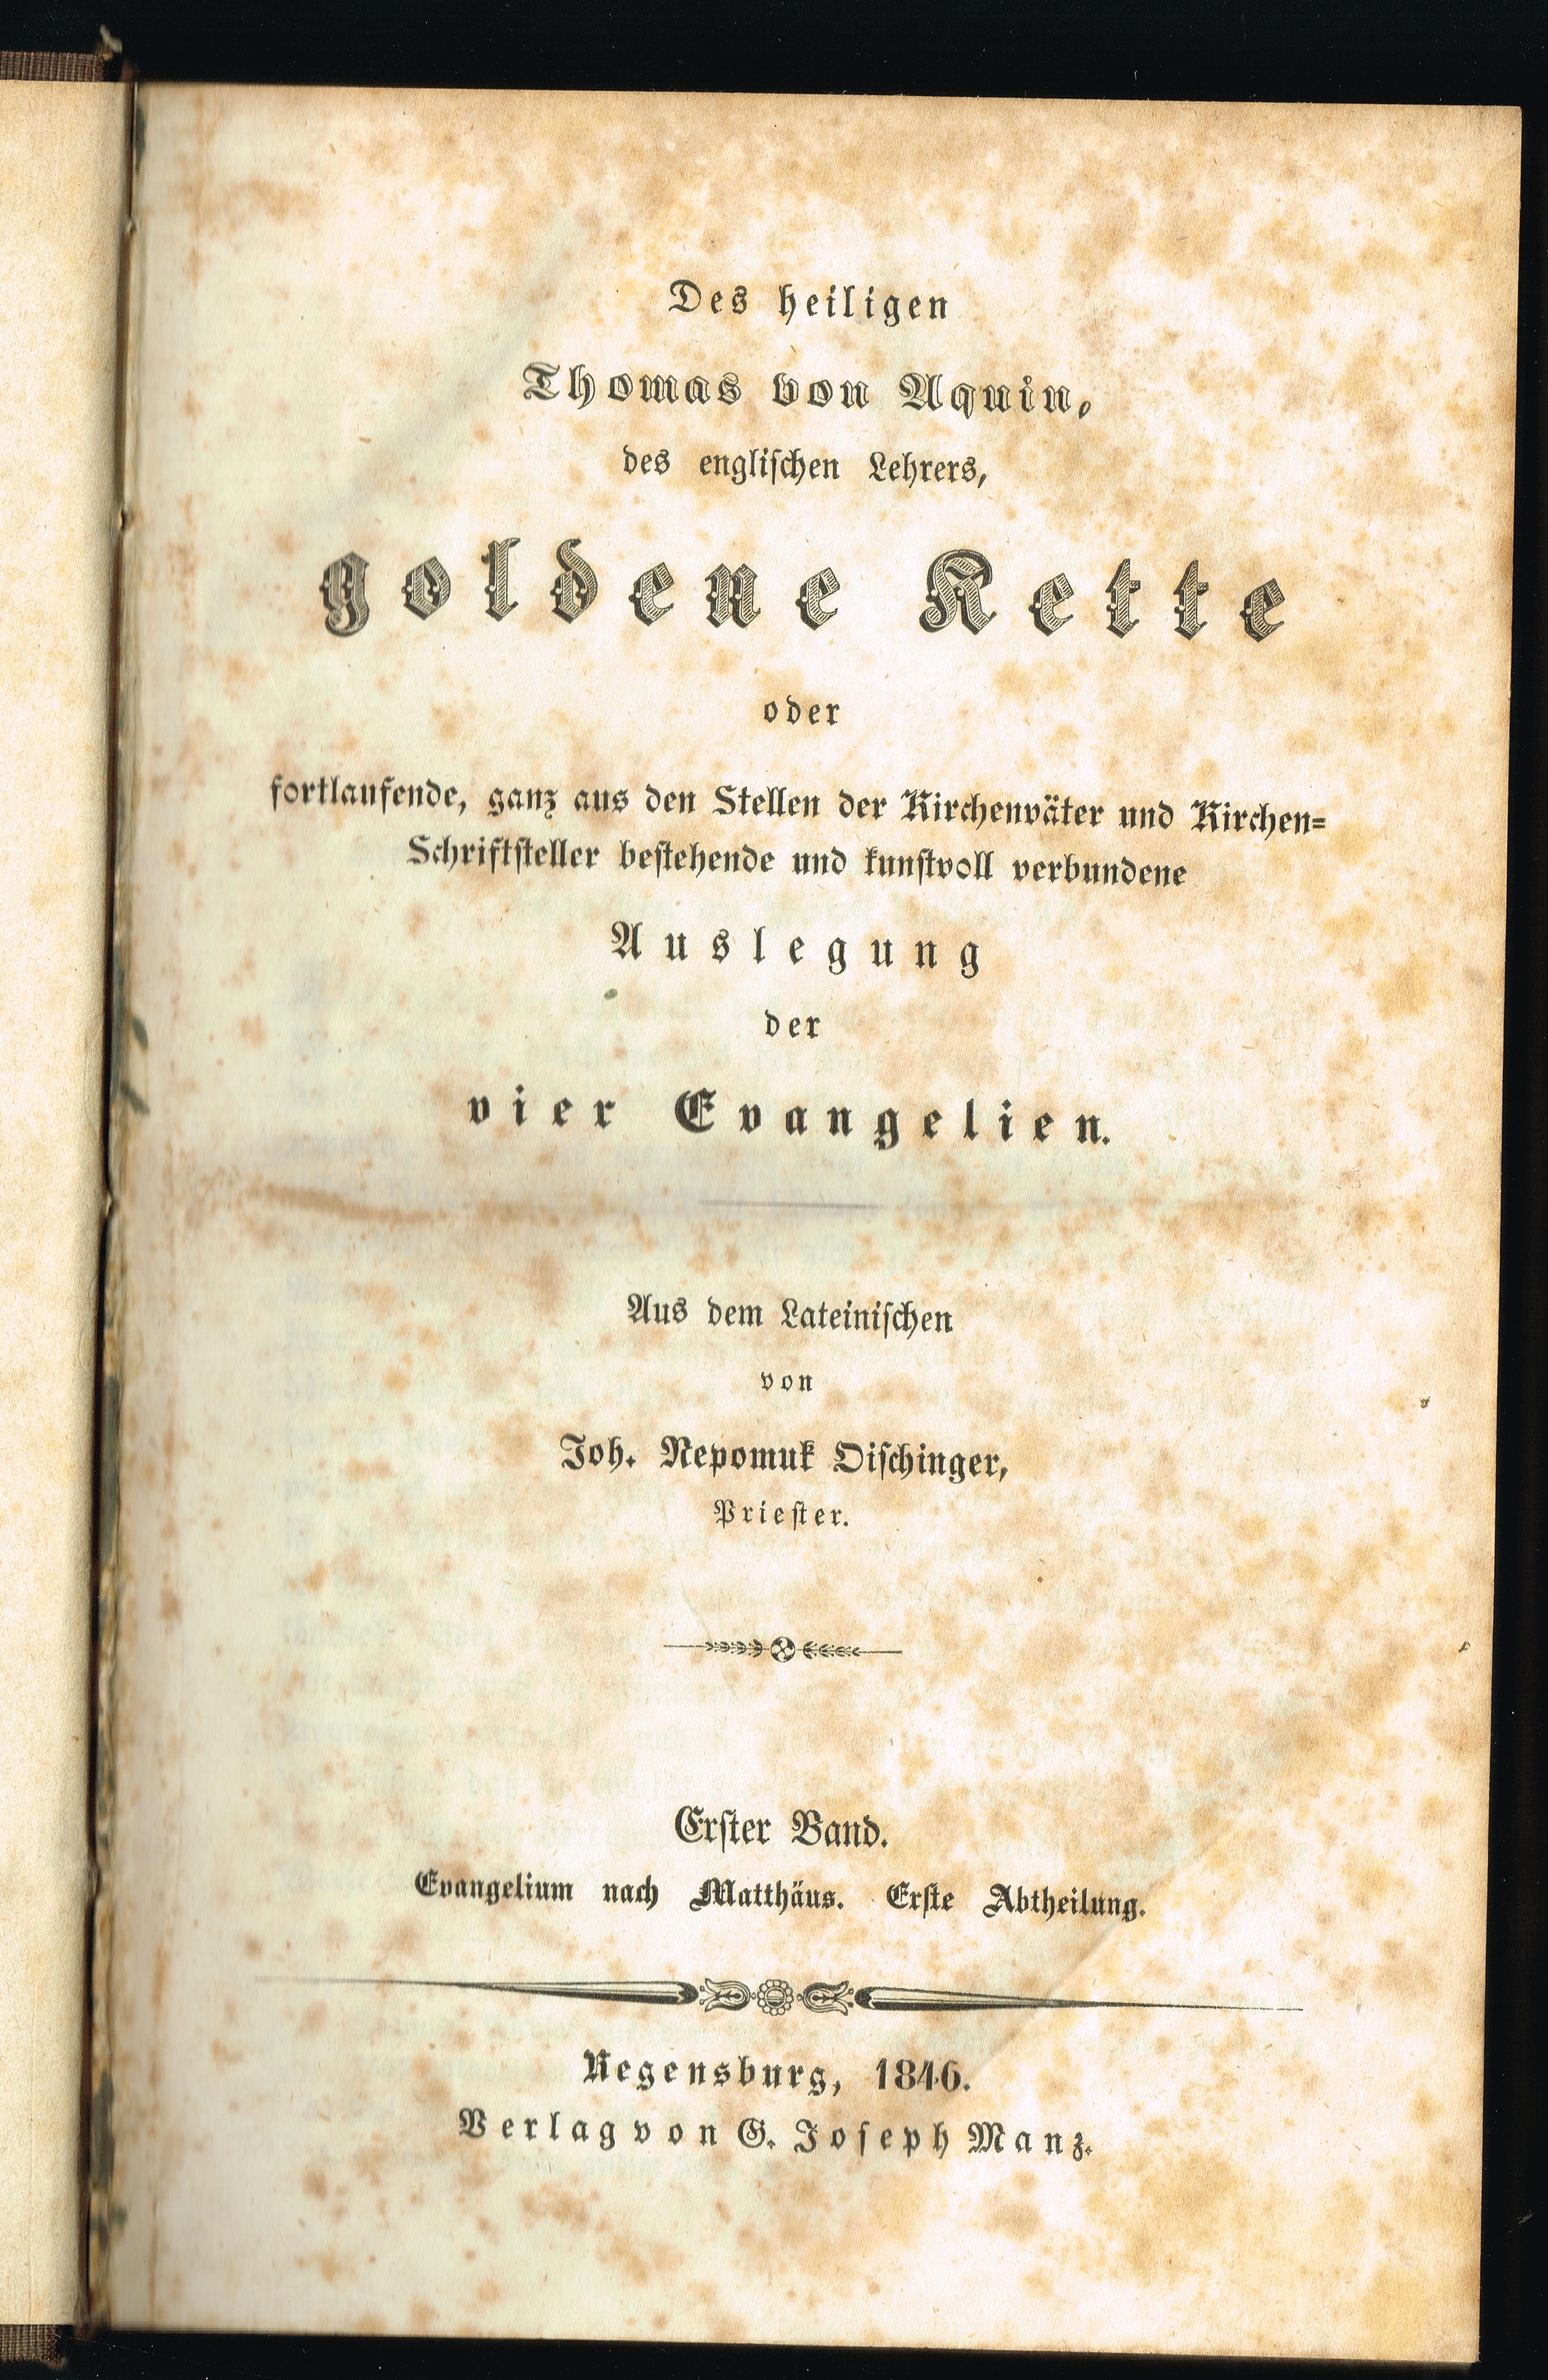 Des heiligen
Thomas von Aquin,
des englischen Lehrers,
goldene Kette
oder
fortlaufende, ganz aus den Stellen der Kirchenväter und Kirchen=
Schriftsteller bestehende und kunstvoll verbundene
Auslegung
der
vier Evangelien.
Aus dem Lateinischen
von
Joh. Nepomuk Oischinger,
Priester.
Erster Band.
Evangelium nach Matthäus. Erste Abtheilung.
Regensburg, 1846.
Verlag von G. Joseph Manz.